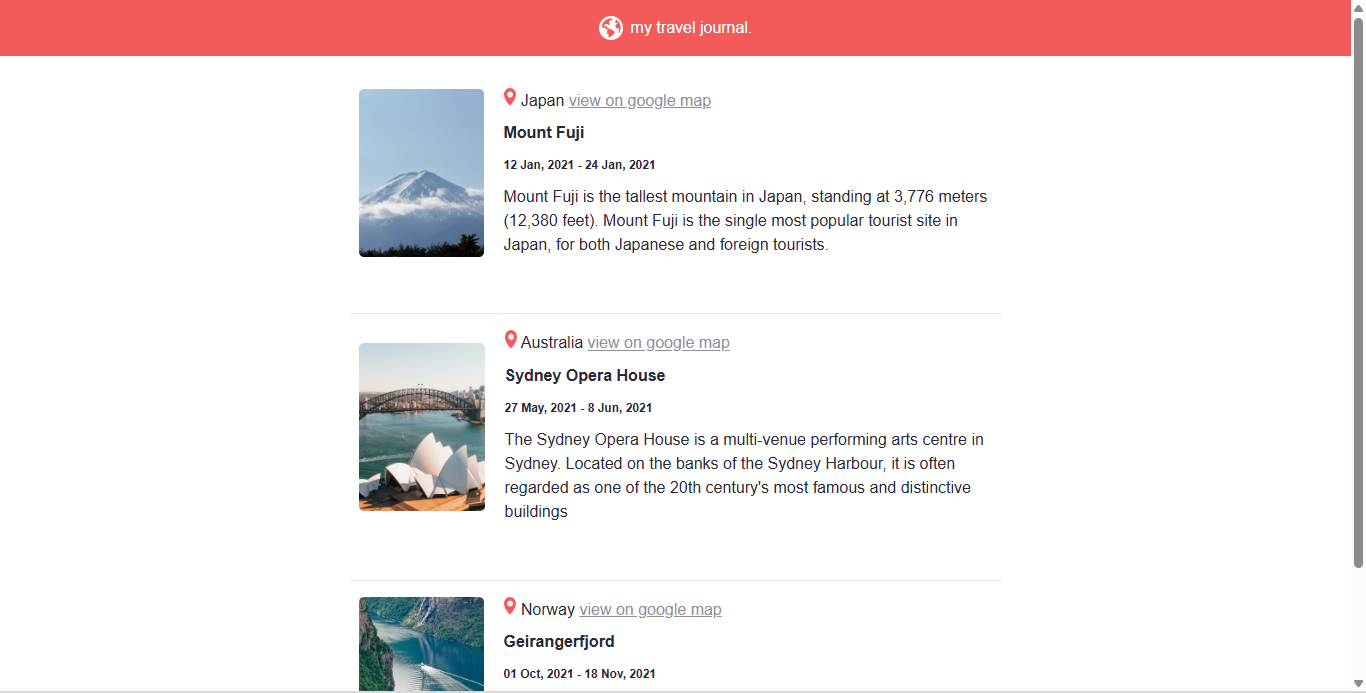 my travel journal.
Japan view on google map
Mount Fuji
12 Jan, 2021 - 24 Jan, 2021
Mount Fuji is the tallest mountain in Japan, standing at 3,776 meters
(12,380 feet). Mount Fuji is the single most popular tourist site in
Japan, for both Japanese and foreign tourists.
Australia view on google map
Sydney Opera House
27 May, 2021 - 8 Jun, 2021
The Sydney Opera House is a multi-venue performing arts centre in
Sydney. Located on the banks of the Sydney Harbour, it is often
regarded as one of the 20th century's most famous and distinctive
buildings
Norway view on google map
Geirangerfjord
01 Oct, 2021 - 18 Nov, 2021